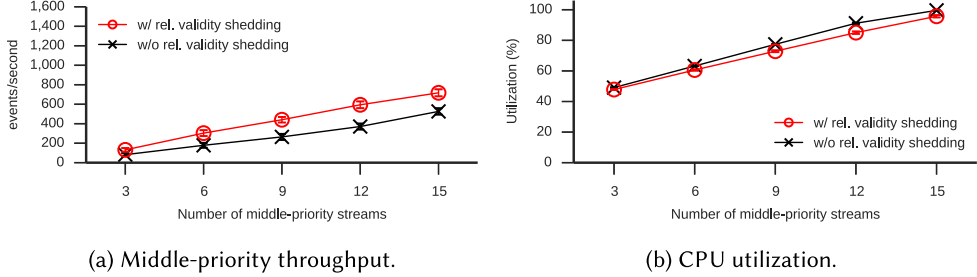 1,600
1,400
1,200
1,000
800
600
400
200
0
events/second
w/ rel. validity shedding
w/o rel. validity shedding
3 6 9 12 15
Number of middle-priority streams
(a) Middle-priority throughput.
100
80
60
40
20
0
Utilization (%)
w/ rel. validity shedding
w/o rel. validity shedding
3 6 9 12 15
Number of middle-priority streams
(b) CPU utilization.